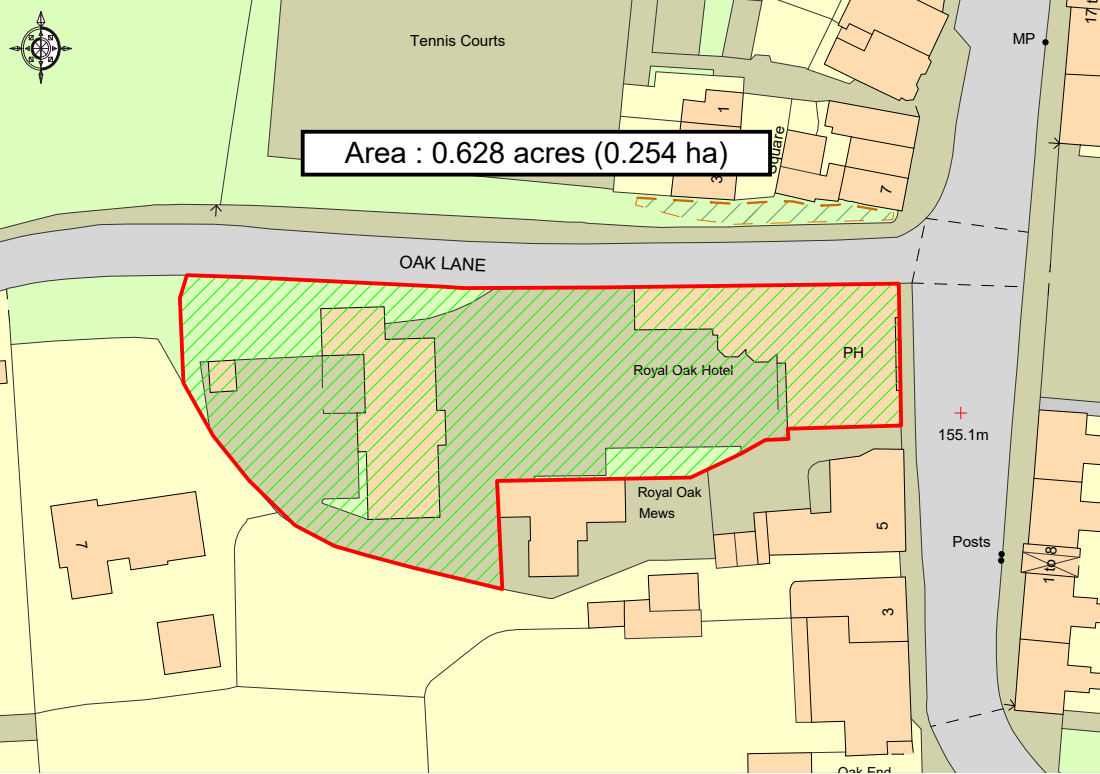 Tennis Courts
MP
17 t
1
Area : 0.628 acres (0.254 ha)
Square
3
7
OAK LANE
PH
Royal Oak Hotel
155.1m
Royal Oak
Mews
5
Posts
7
1 to 8
3
Oak End